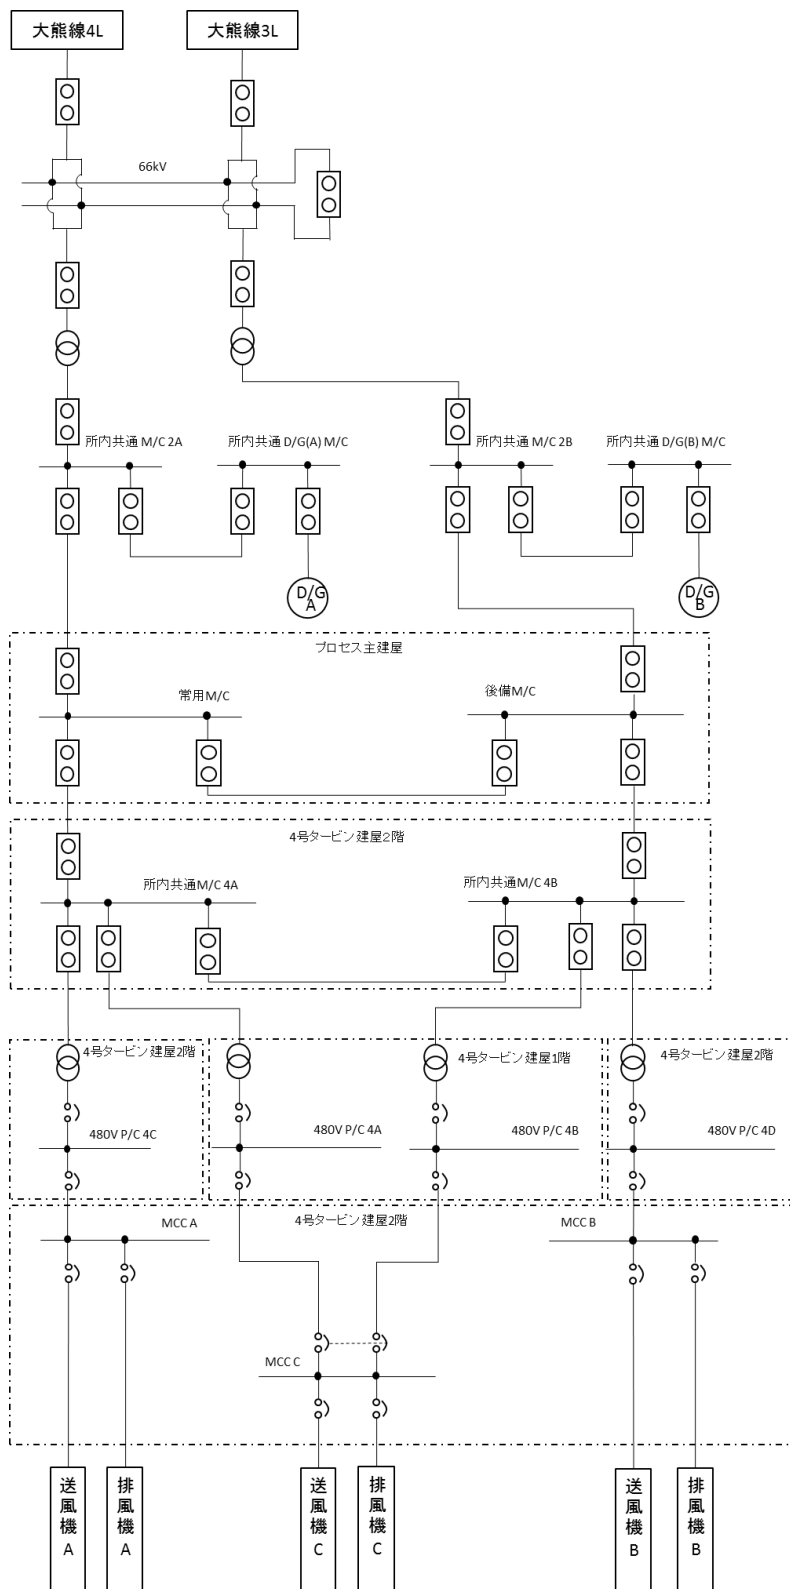 大熊線4L
大熊線3L
66kV
所内共通 M/C 2A
所内共通 D/G(A) M/C
所内共通 M/C 2B
所内共通 D/G(B) M/C
D/G
A
D/G
B
プロセス主建屋
常用M/C
後備M/C
4号タービン建屋2階
所内共通M/C 4A
所内共通M/C 4B
4号タービン建屋2階
4号タービン建屋1階
4号タービン建屋2階
480V P/C 4C
480V P/C 4A
480V P/C 4B
480V P/C 4D
MCC A
4号タービン建屋2階
MCC B
MCC C
送風機A
排風機A
送風機C
排風機C
送風機B
排風機B